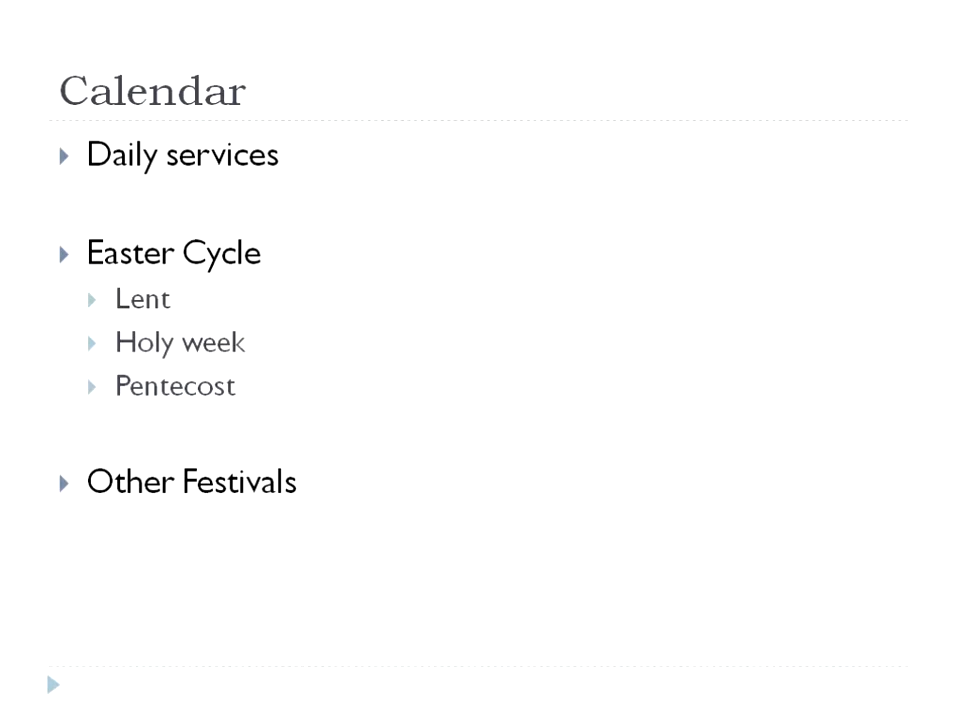 Calendar
Daily services
Easter Cycle
Lent
Holy week
Pentecost
Other Festivals